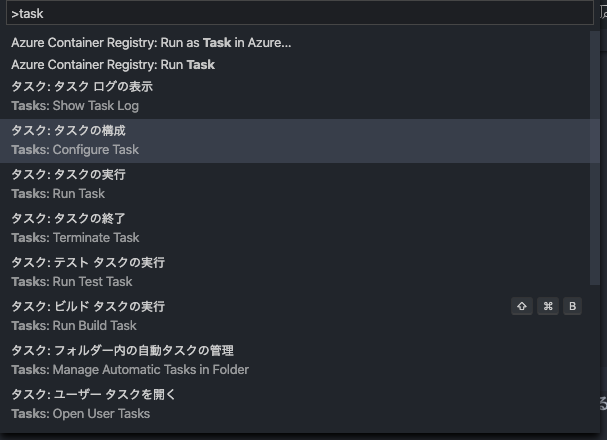 >task
Azure Container Registry: Run as Task in Azure...
Azure Container Registry: Run Task
タスク: タスク ログの表示
Tasks: Show Task Log
タスク: タスクの構成
Tasks: Configure Task
タスク: タスクの実行
Tasks: Run Task
タスク: タスクの終了
Tasks: Terminate Task
タスク: テスト タスクの実行
Tasks: Run Test Task
タスク: ビルド タスクの実行 ⇧ ⌘ B
Tasks: Run Build Task
タスク: フォルダー内の自動タスクの管理
Tasks: Manage Automatic Tasks in Folder
タスク: ユーザー タスクを開く
Tasks: Open User Tasks